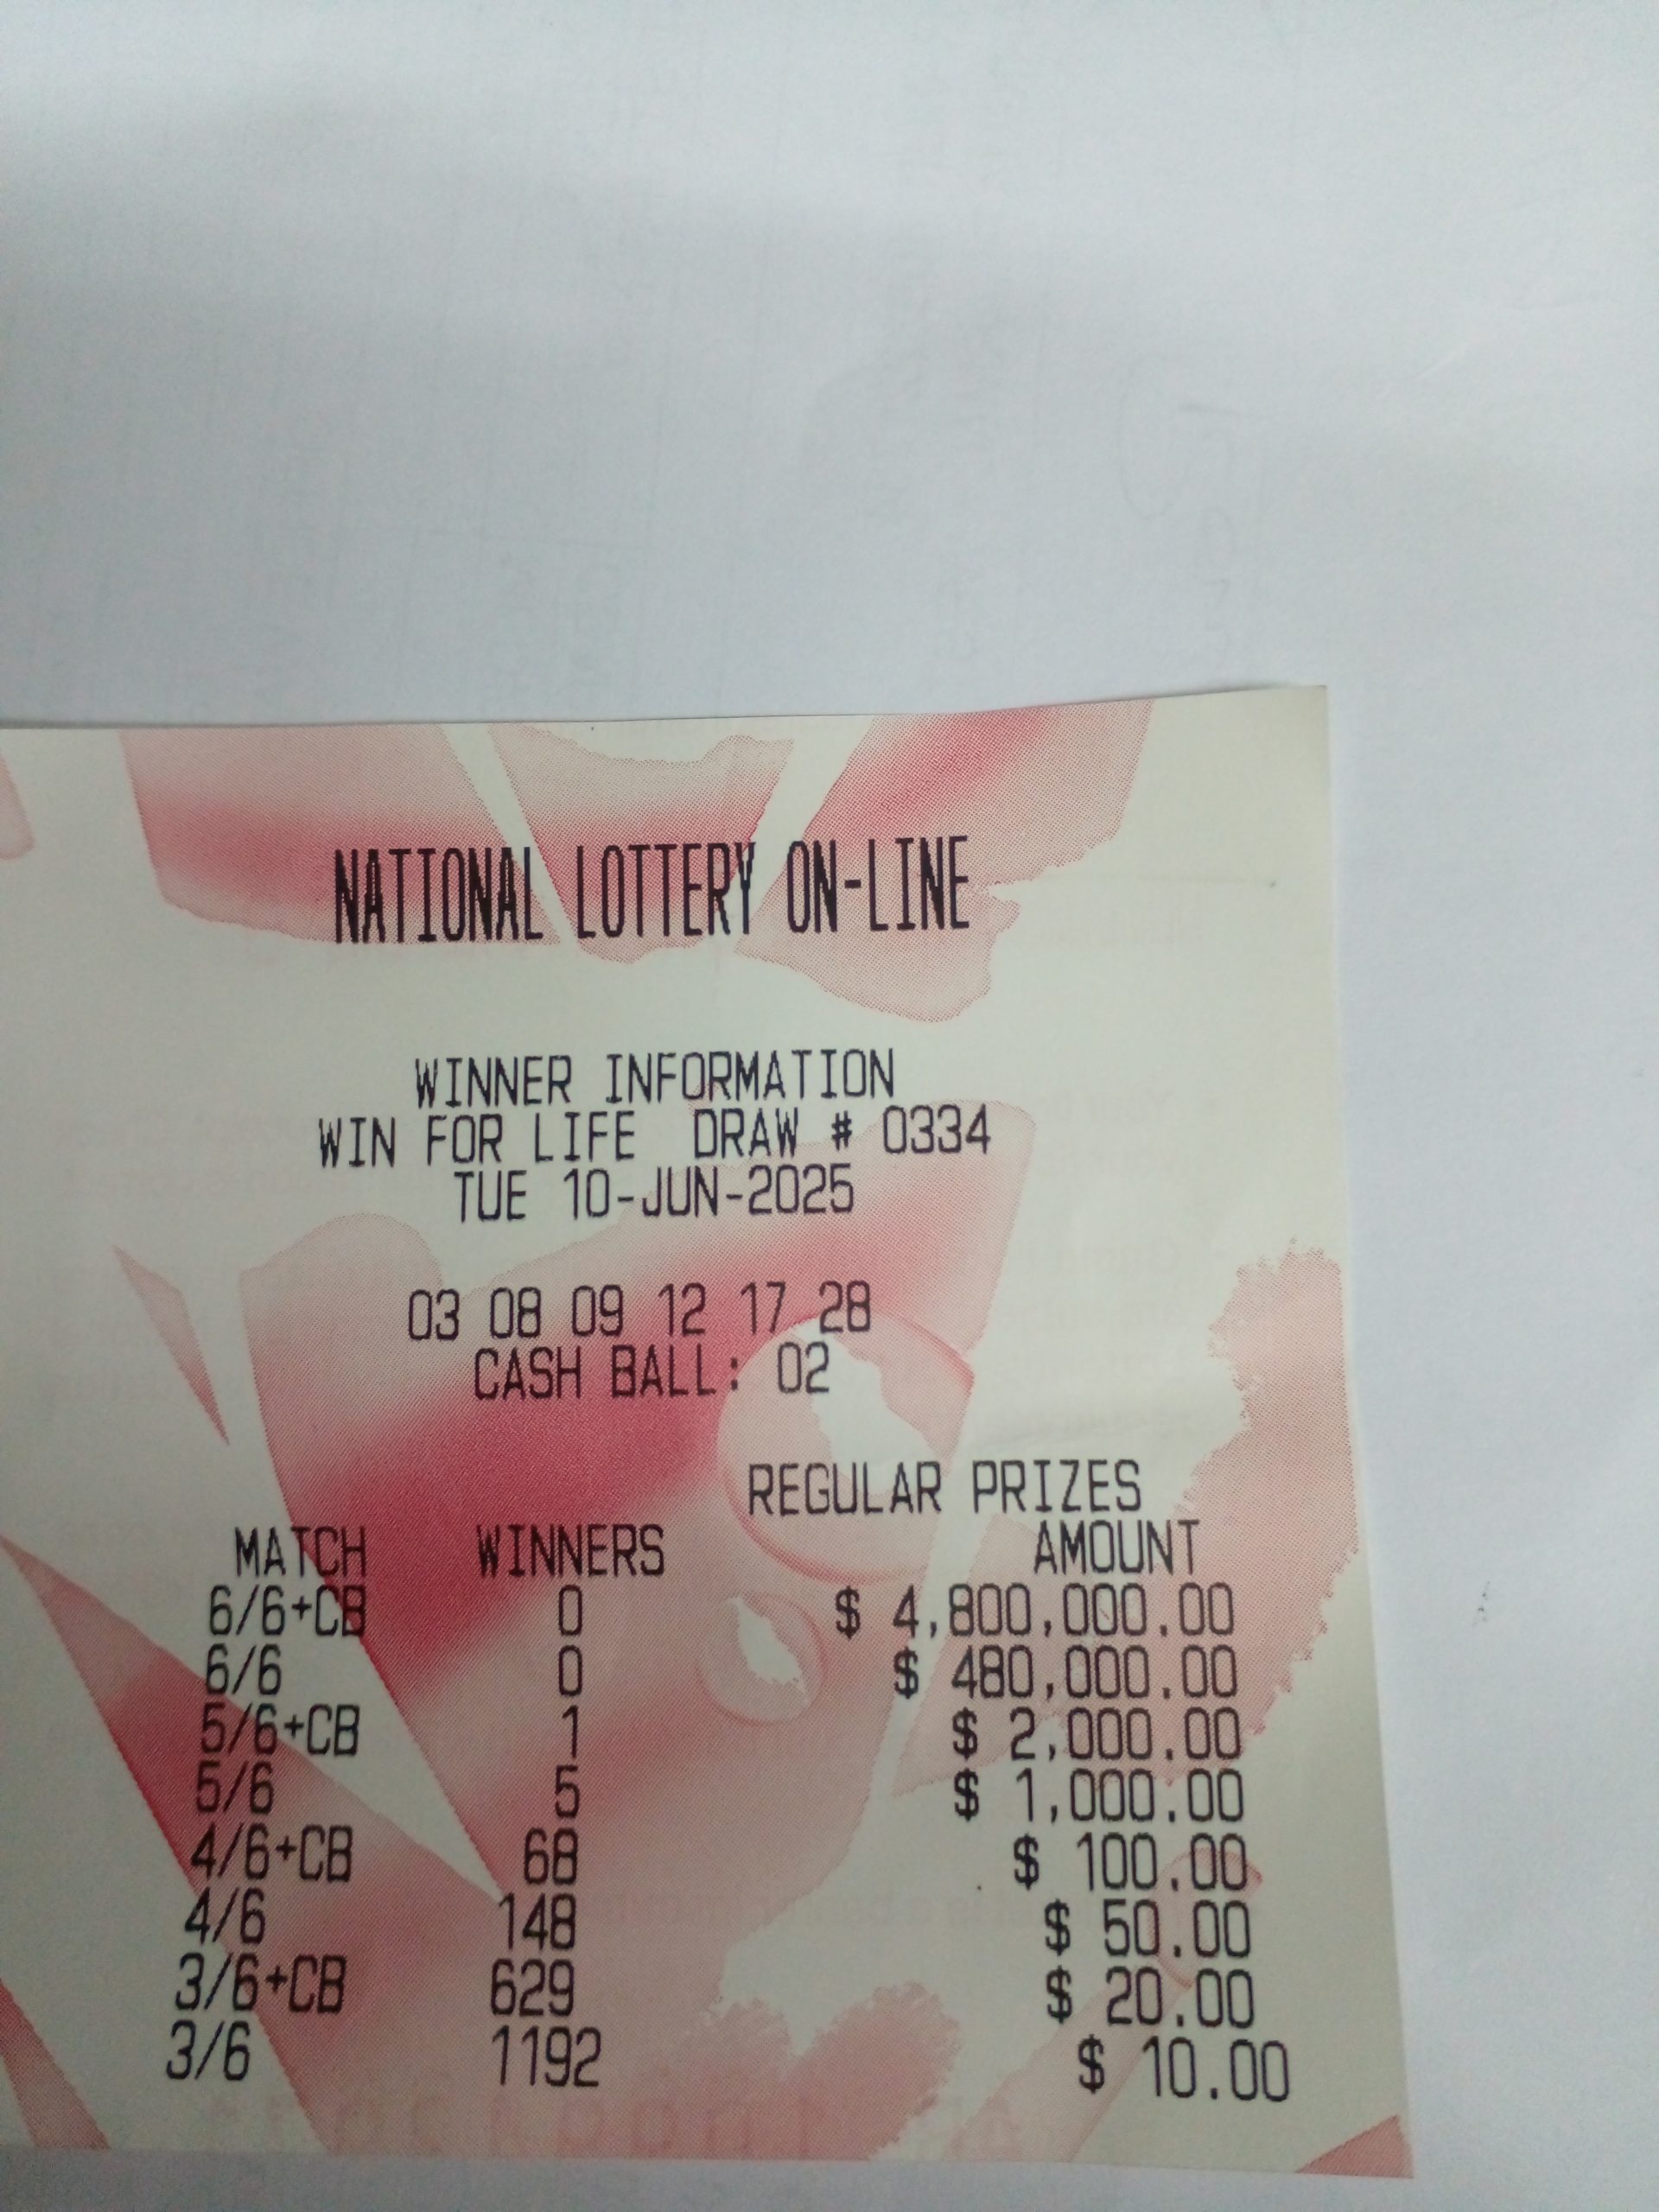 NATIONAL LOTTERY ON-LINE
WINNER INFORMATION
WIN FOR LIFE DRAW # 0334
TUE 10-JUN-2025
03 08 09 12 17 28
CASH BALL: 02
REGULAR PRIZES
MATCH WINNERS AMOUNT
6/6+CB 0 $ 4,800,000.00
6/6 0 $ 480,000.00
5/6+CB 1 $ 2,000.00
5/6 5 $ 1,000.00
4/6+CB 68 $ 100.00
4/6 148 $ 50.00
3/6+CB 629 $ 20.00
3/6 1192 $ 10.00